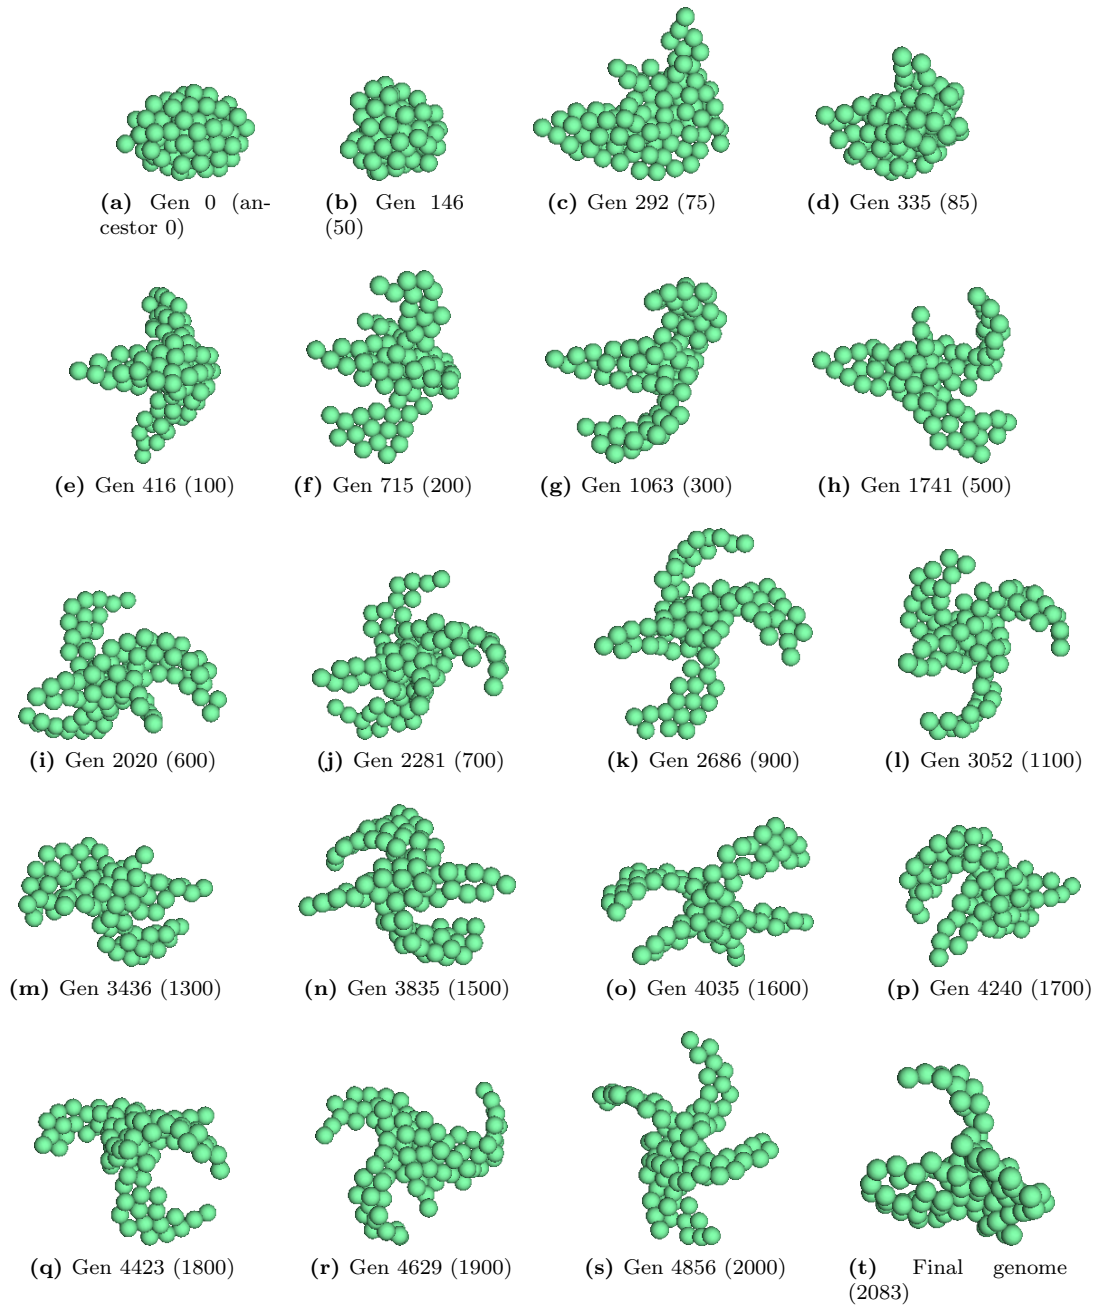 (a) Gen 0 (an-
cestor 0)
(b) Gen 146
(50)
(c) Gen 292 (75)
(d) Gen 335 (85)
(e) Gen 416 (100)
(f) Gen 715 (200)
(g) Gen 1063 (300)
(h) Gen 1741 (500)
(i) Gen 2020 (600)
(j) Gen 2281 (700)
(k) Gen 2686 (900)
(l) Gen 3052 (1100)
(m) Gen 3436 (1300)
(n) Gen 3835 (1500)
(o) Gen 4035 (1600)
(p) Gen 4240 (1700)
(q) Gen 4423 (1800)
(r) Gen 4629 (1900)
(s) Gen 4856 (2000)
(t) Final genome
(2083)